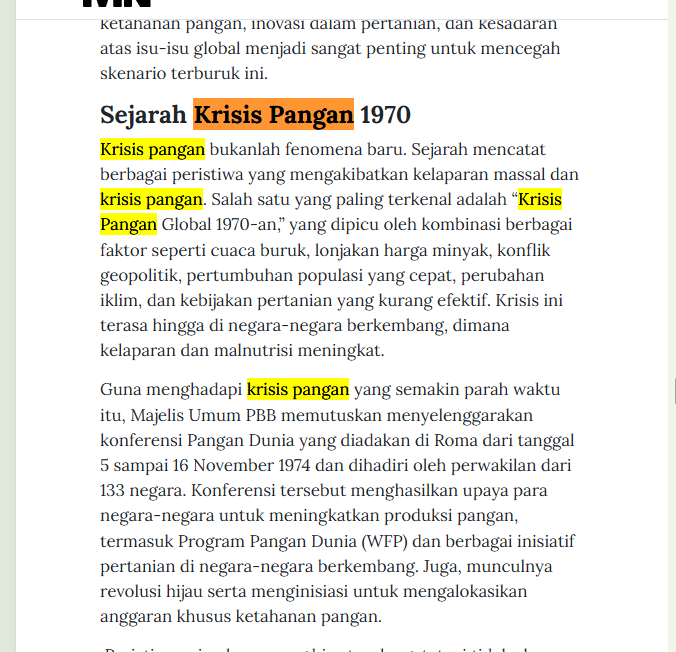 ketahanan pangan, inovasi dalam pertanian, dan kesadaran
atas isu-isu global menjadi sangat penting untuk mencegah
skenario terburuk ini.
Sejarah Krisis Pangan 1970
Krisis pangan bukanlah fenomena baru. Sejarah mencatat
berbagai peristiwa yang mengakibatkan kelaparan massal dan
krisis pangan. Salah satu yang paling terkenal adalah “Krisis
Pangan Global 1970-an,” yang dipicu oleh kombinasi berbagai
faktor seperti cuaca buruk, lonjakan harga minyak, konflik
geopolitik, pertumbuhan populasi yang cepat, perubahan
iklim, dan kebijakan pertanian yang kurang efektif. Krisis ini
terasa hingga di negara-negara berkembang, dimana
kelaparan dan malnutrisi meningkat.
Guna menghadapi krisis pangan yang semakin parah waktu
itu, Majelis Umum PBB memutuskan menyelenggarakan
konferensi Pangan Dunia yang diadakan di Roma dari tanggal
5 sampai 16 November 1974 dan dihadiri oleh perwakilan dari
133 negara. Konferensi tersebut menghasilkan upaya para
negara-negara untuk meningkatkan produksi pangan,
termasuk Program Pangan Dunia (WFP) dan berbagai inisiatif
pertanian di negara-negara berkembang. Juga, munculnya
revolusi hijau serta menginisiasi untuk mengalokasikan
anggaran khusus ketahanan pangan.